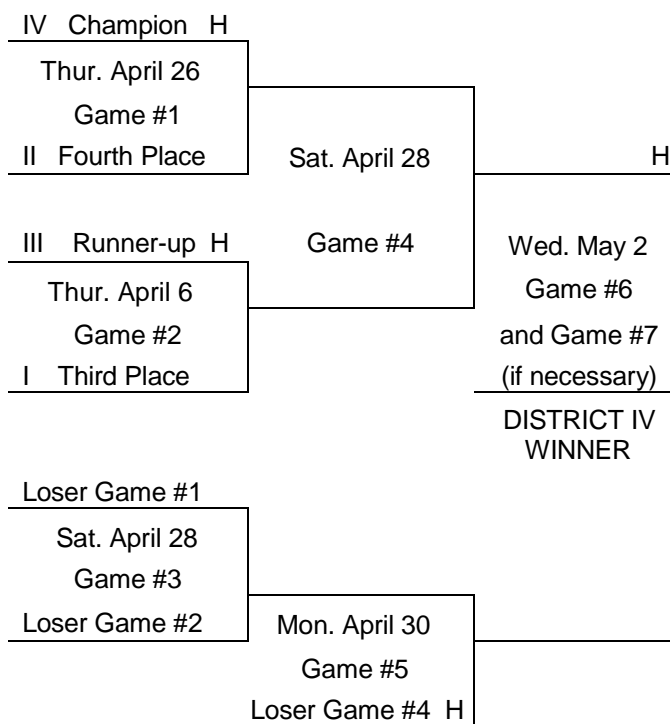 IV Champion H
Thur. April 26
Game #1
II Fourth Place
Sat. April 28
H
III Runner-up H
Game #4
Wed. May 2
Thur. April 6
Game #6
Game #2
and Game #7
I Third Place
(if necessary)
DISTRICT IV
WINNER
Loser Game #1
Sat. April 28
Game #3
Loser Game #2
Mon. April 30
Game #5
Loser Game #4 H